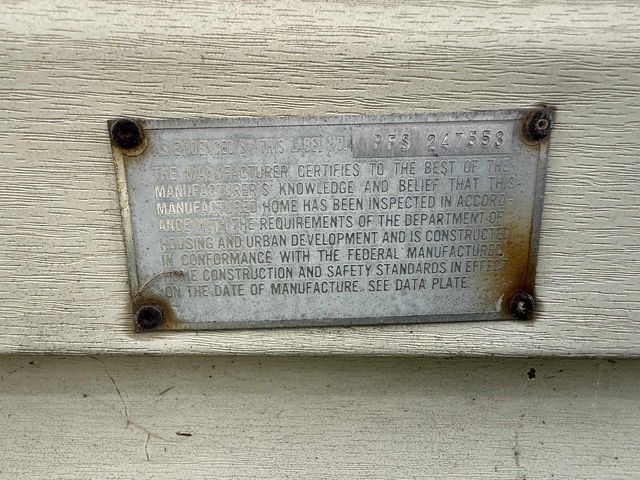 AS EVIDENCED BY THIS LABEL NO. PFS 247553
THE MANUFACTURER CERTIFIES TO THE BEST OF THE
MANUFACTURER'S KNOWLEDGE AND BELIEF THAT THIS
MANUFACTURED HOME HAS BEEN INSPECTED IN ACCORD-
ANCE WITH THE REQUIREMENTS OF THE DEPARTMENT OF
HOUSING AND URBAN DEVELOPMENT AND IS CONSTRUCTED
IN CONFORMANCE WITH THE FEDERAL MANUFACTURED
HOME CONSTRUCTION AND SAFETY STANDARDS IN EFFECT
ON THE DATE OF MANUFACTURE. SEE DATA PLATE.